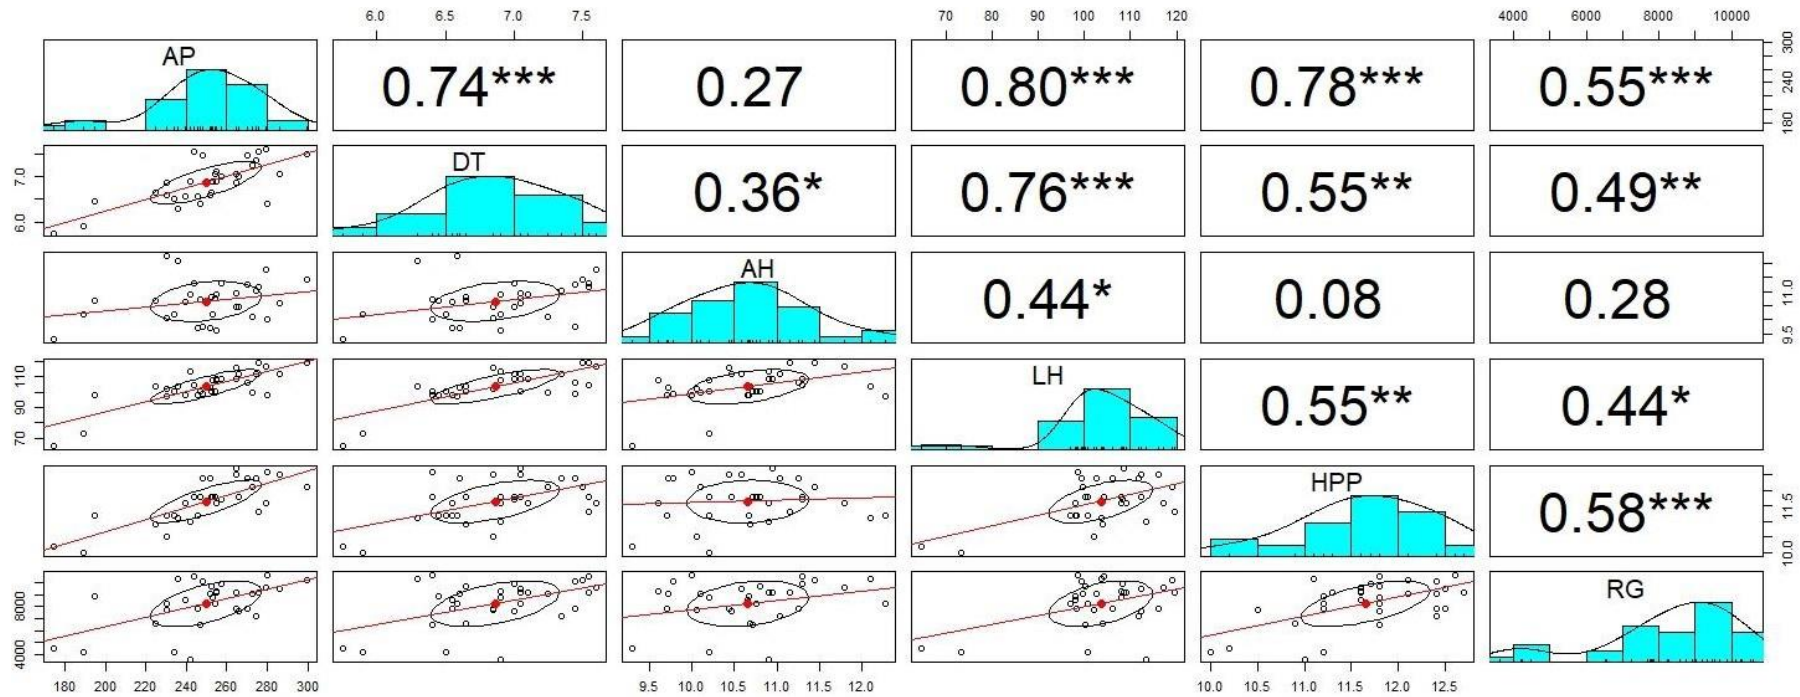 6.0 6.5 7.0 7.5 70 80 90 100 110 120 4000 6000 8000 10000
AP 0.74*** 0.27 0.80*** 0.78*** 0.55*** 180 240 300
7.0 6.0 DT 0.36* 0.76*** 0.55** 0.49**
AH 0.44* 0.08 0.28 9.5 11.0
110 90 70 LH 0.55** 0.44*
HPP 0.58*** 10.0 11.5
8000 4000 RG
180 200 220 240 260 280 300 9.5 10.0 10.5 11.0 11.5 12.0 10.0 10.5 11.0 11.5 12.0 12.5